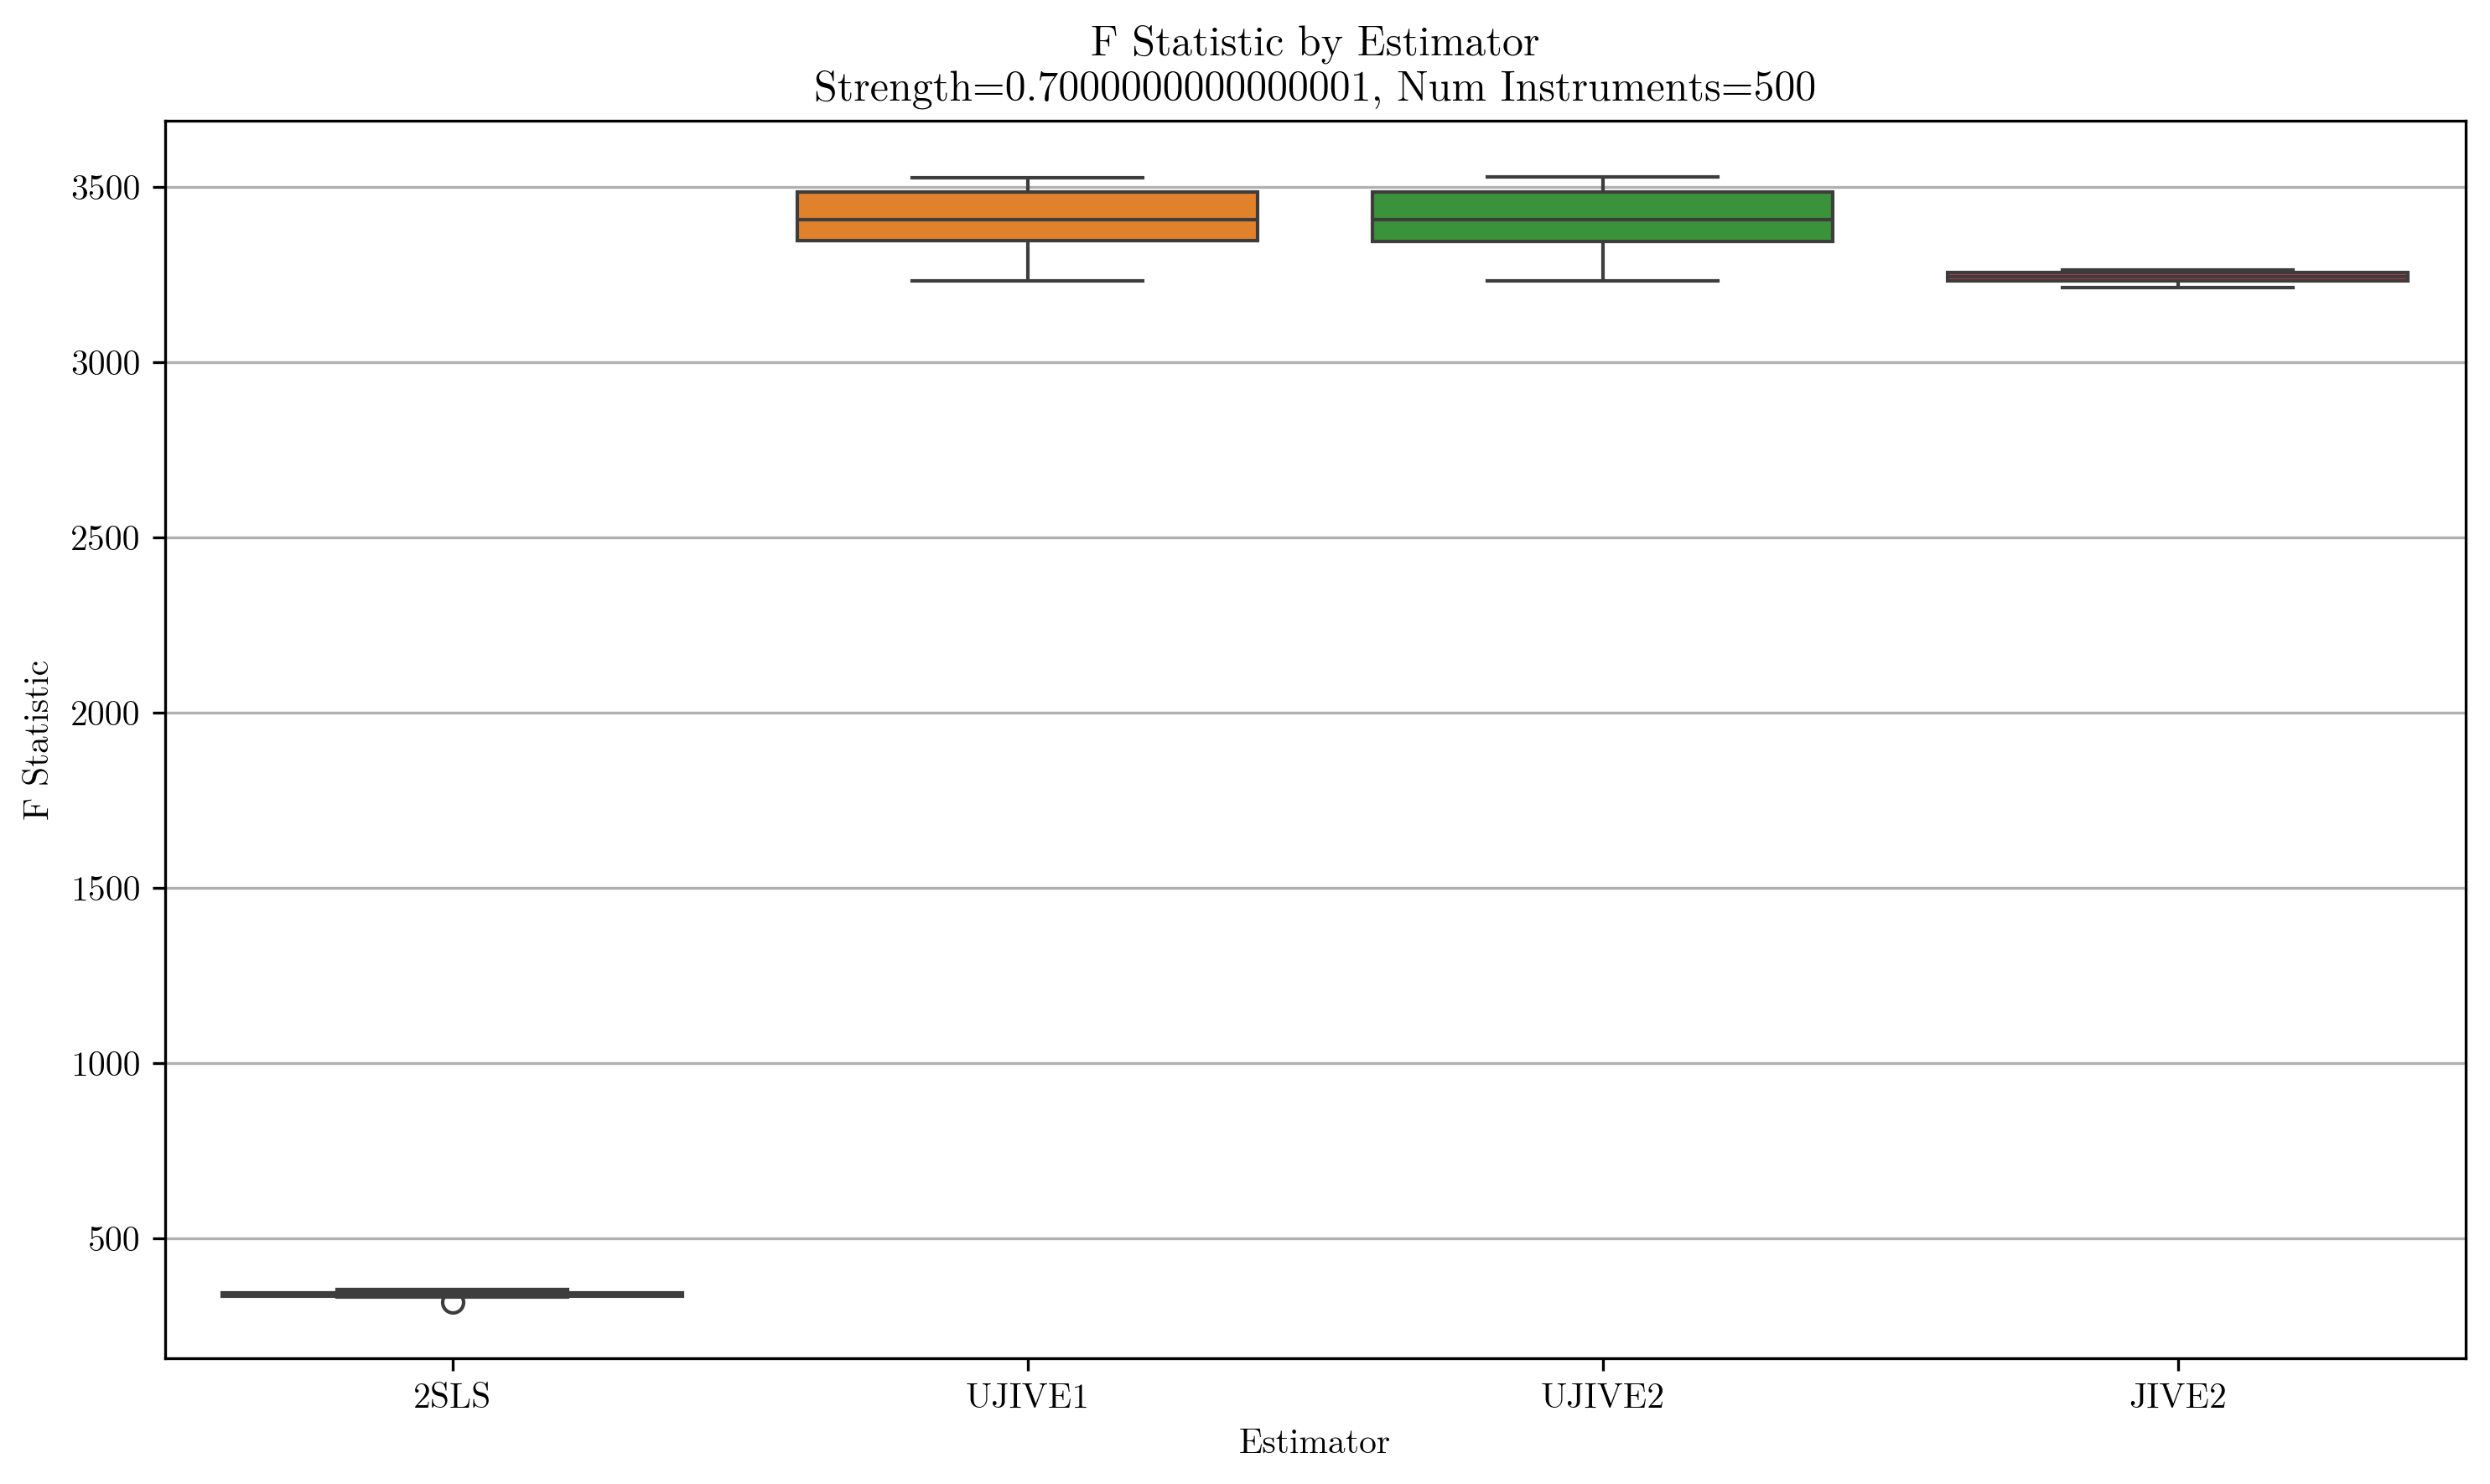 F Statistic by Estimator
Strength=0.7000000000000001, Num Instruments=500
F Statistic
3500
3000
2500
2000
1500
1000
500
2SLS
UJIVE1
UJIVE2
JIVE2
Estimator